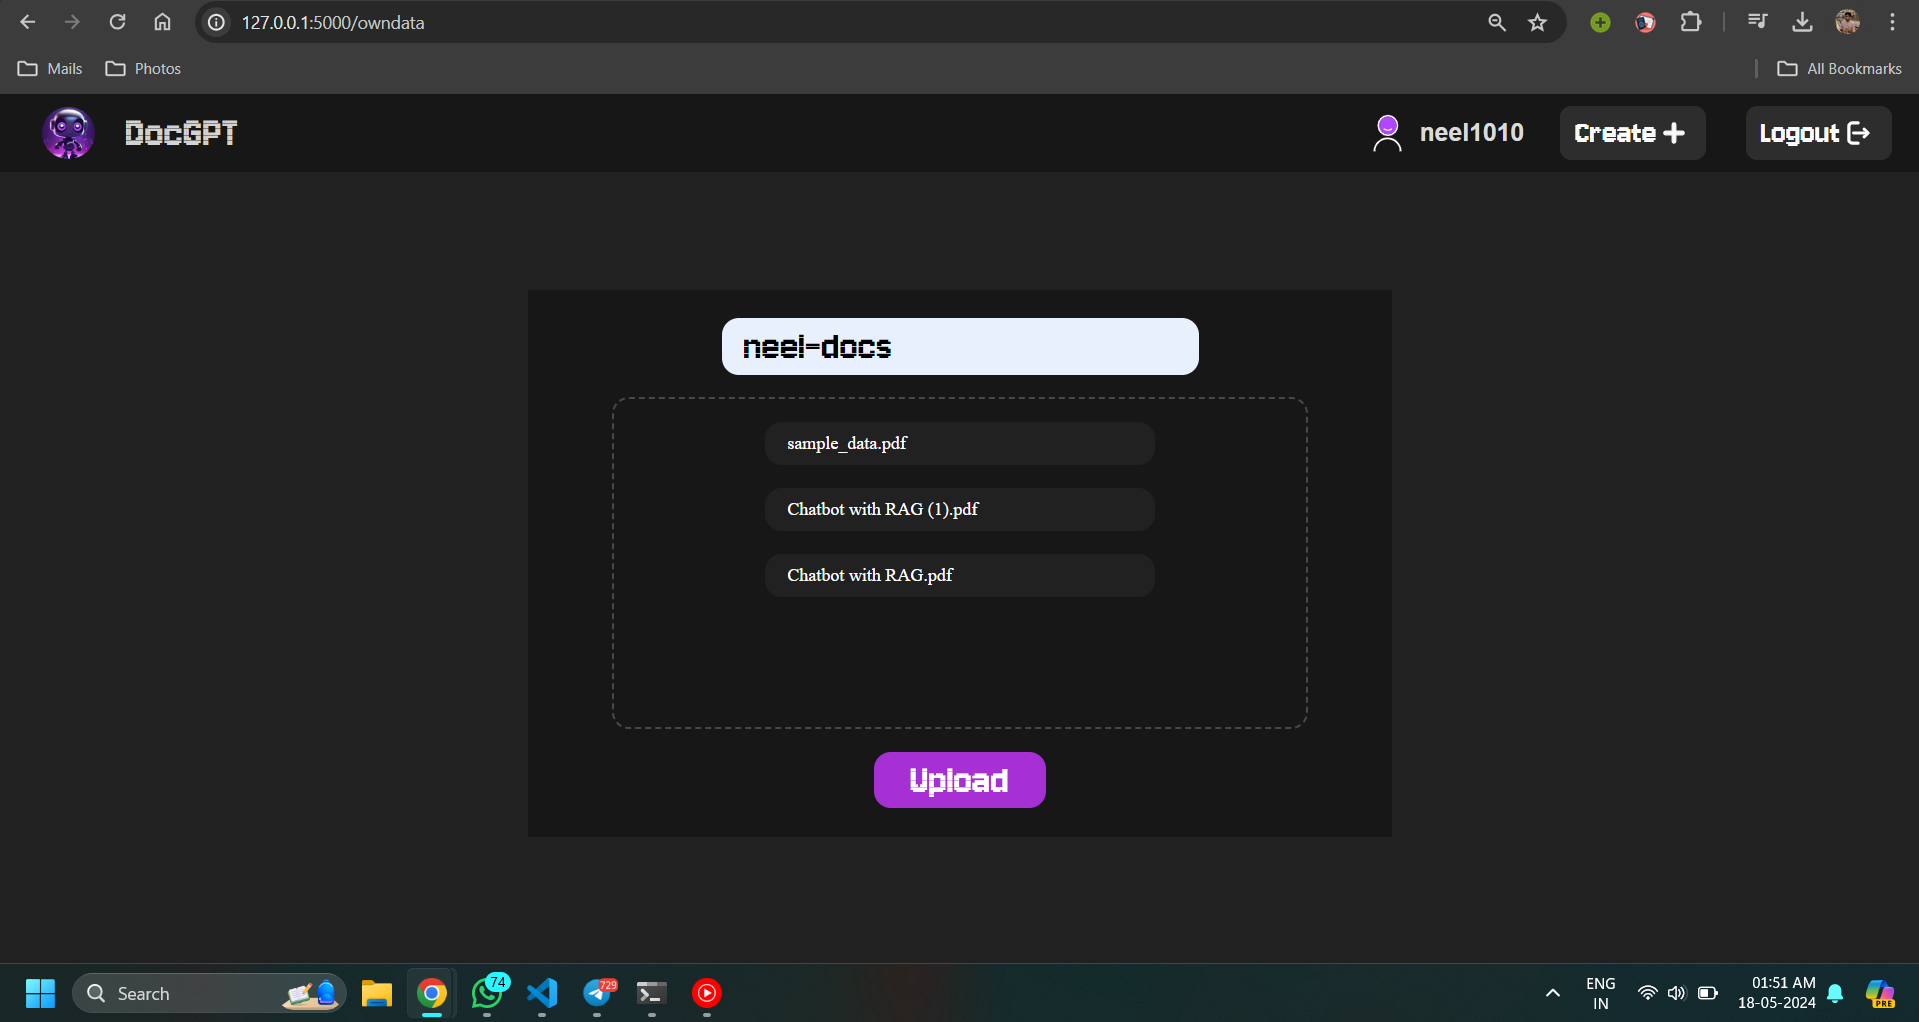 127.0.0.1:5000/owndata
Mails
Photos
All Bookmarks
DocGPT
neel1010
Create +
Logout
neel-docs
sample_data.pdf
Chatbot with RAG (1).pdf
Chatbot with RAG.pdf
Upload
Search
74
729
ENG
IN
01:51 AM
18-05-2024
PRE